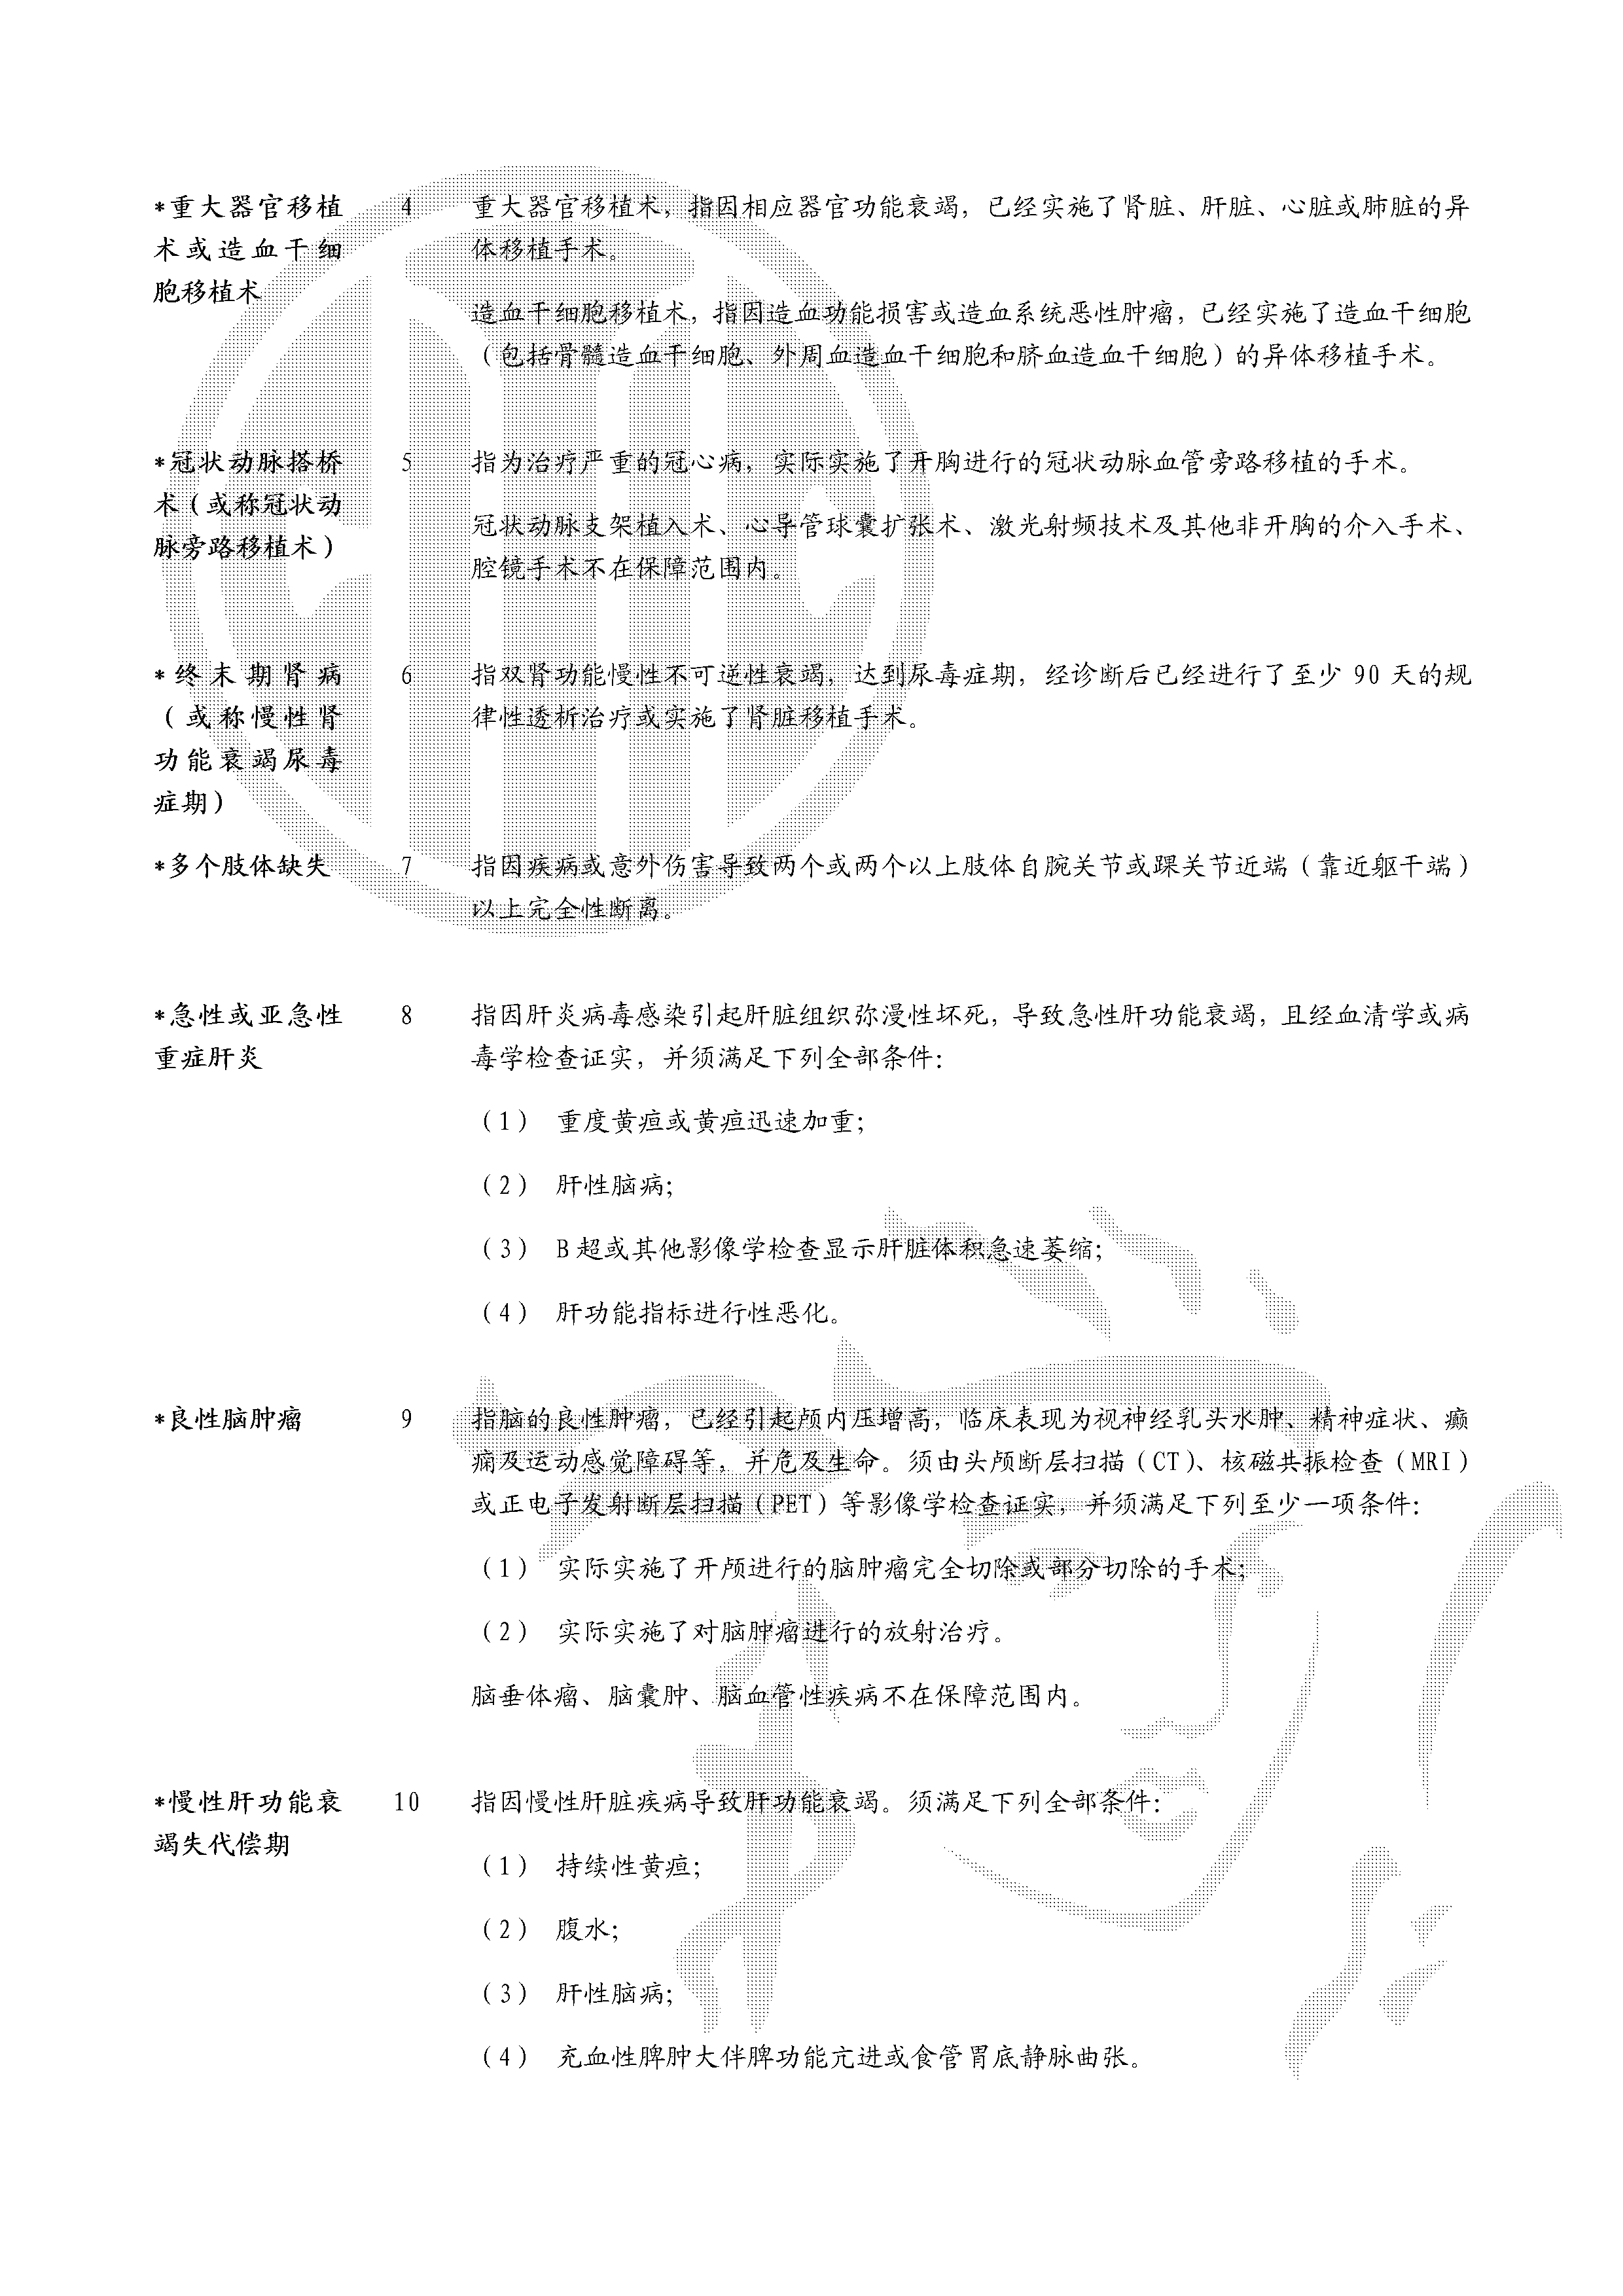 *重大器官移植 4 重大器官移植术，指因相应器官功能衰竭，已经实施了肾脏、肝脏、心脏或肺脏的异
术或造血干细 体移植手术。
胞移植术
造血干细胞移植术，指因造血功能损害或造血系统恶性肿瘤，已经实施了造血干细胞
（包括骨髓造血干细胞、外周血造血干细胞和脐血造血干细胞）的异体移植手术。
*冠状动脉搭桥 5 指为治疗严重的冠心病，实际实施了开胸进行的冠状动脉血管旁路移植的手术。
术（或称冠状动
脉旁路移植术）
冠状动脉支架植入术、心导管球囊扩张术、激光射频技术及其他非开胸的介入手术、
腔镜手术不在保障范围内。
*终末期肾病 6 指双肾功能慢性不可逆性衰竭，达到尿毒症期，经诊断后已经进行了至少 90 天的规
（或称慢性肾 律性透析治疗或实施了肾脏移植手术。
功能衰竭尿毒
症期）
*多个肢体缺失 7 指因疾病或意外伤害导致两个或两个以上肢体自腕关节或踝关节近端（靠近躯干端）
以上完全性断离。
*急性或亚急性 8 指因肝炎病毒感染引起肝脏组织弥漫性坏死，导致急性肝功能衰竭，且经血清学或病
重症肝炎 毒学检查证实，并须满足下列全部条件：
（1） 重度黄疸或黄疸迅速加重；
（2） 肝性脑病；
（3） B超或其他影像学检查显示肝脏体积急速萎缩；
（4） 肝功能指标进行性恶化。
*良性脑肿瘤 9 指脑的良性肿瘤，已经引起颅内压增高，临床表现为视神经乳头水肿、精神症状、癫
痫及运动感觉障碍等，并危及生命。须由头颅断层扫描（CT）、核磁共振检查（MRI）
或正电子发射断层扫描（PET）等影像学检查证实，并须满足下列至少一项条件：
（1） 实际实施了开颅进行的脑肿瘤完全切除或部分切除的手术；
（2） 实际实施了对脑肿瘤进行的放射治疗。
脑垂体瘤、脑囊肿、脑血管性疾病不在保障范围内。
*慢性肝功能衰 10 指因慢性肝脏疾病导致肝功能衰竭。须满足下列全部条件：
竭失代偿期
（1） 持续性黄疸；
（2） 腹水；
（3） 肝性脑病；
（4） 充血性脾肿大伴脾功能亢进或食管胃底静脉曲张。